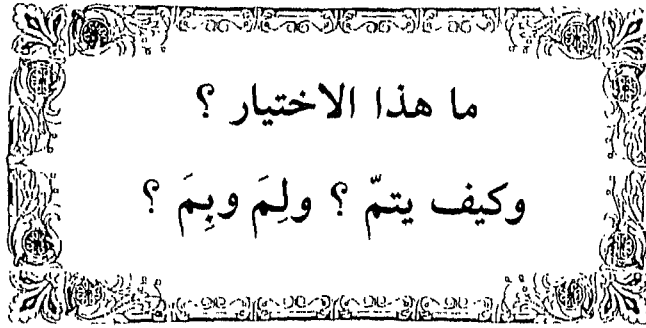 ما هذا الاختيار ؟
وكيف يتمّ ؟ ولِمَ وبِمَ ؟